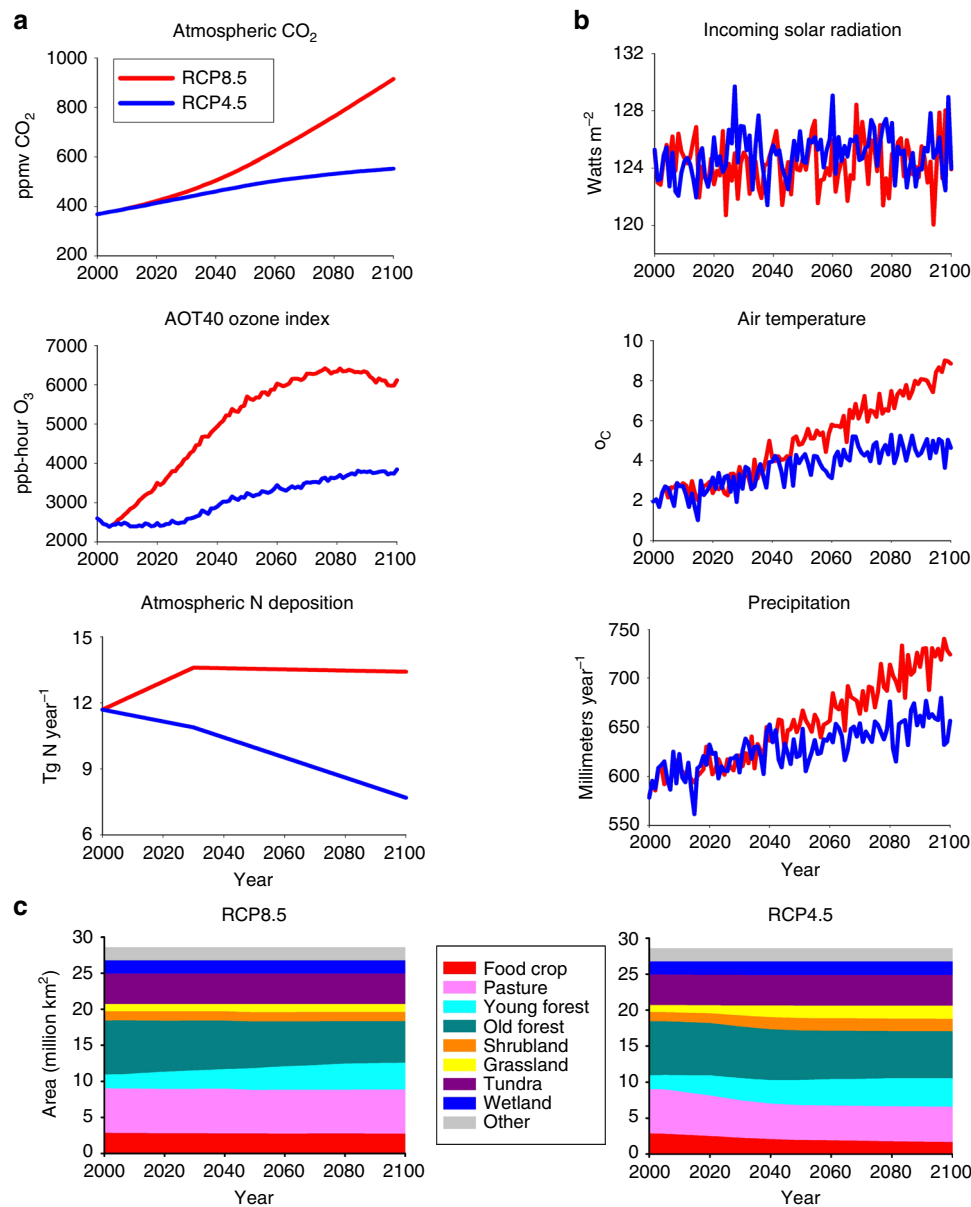 a
Atmospheric CO₂
1000
800
600
400
200
ppmv CO₂
RCP8.5
RCP4.5
2000 2020 2040 2060 2080 2100
AOT40 ozone index
7000
6000
5000
4000
3000
2000
ppb-hour O₃
2000 2020 2040 2060 2080 2100
Atmospheric N deposition
15
12
9
6
Tg N year⁻¹
2000 2020 2040 2060 2080 2100
Year
b
Incoming solar radiation
132
128
124
120
Watts m⁻²
2000 2020 2040 2060 2080 2100
Air temperature
10
8
6
4
2
0
oC
2000 2020 2040 2060 2080 2100
Precipitation
750
700
650
600
550
Millimeters year⁻¹
2000 2020 2040 2060 2080 2100
Year
c
RCP8.5
30
25
20
15
10
5
0
Area (million km²)
2000 2020 2040 2060 2080 2100
Year
Food crop
Pasture
Young forest
Old forest
Shrubland
Grassland
Tundra
Wetland
Other
RCP4.5
30
25
20
15
10
5
0
2000 2020 2040 2060 2080 2100
Year